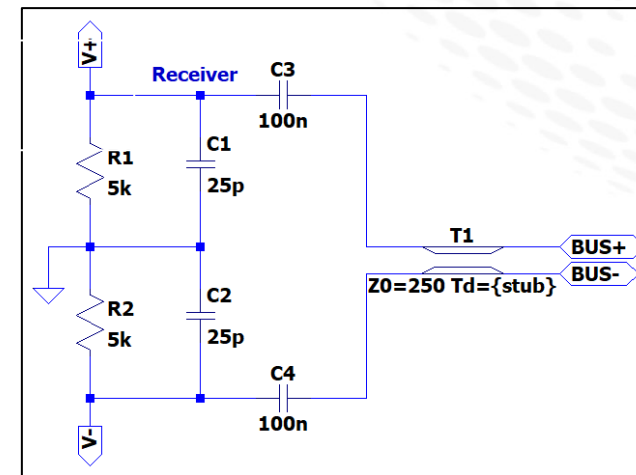 V+
Receiver
C3
100n
R1
5k
C1
25p
T1
BUS+
BUS-
Z0=250 Td={stub}
R2
5k
C2
25p
C4
100n
V-